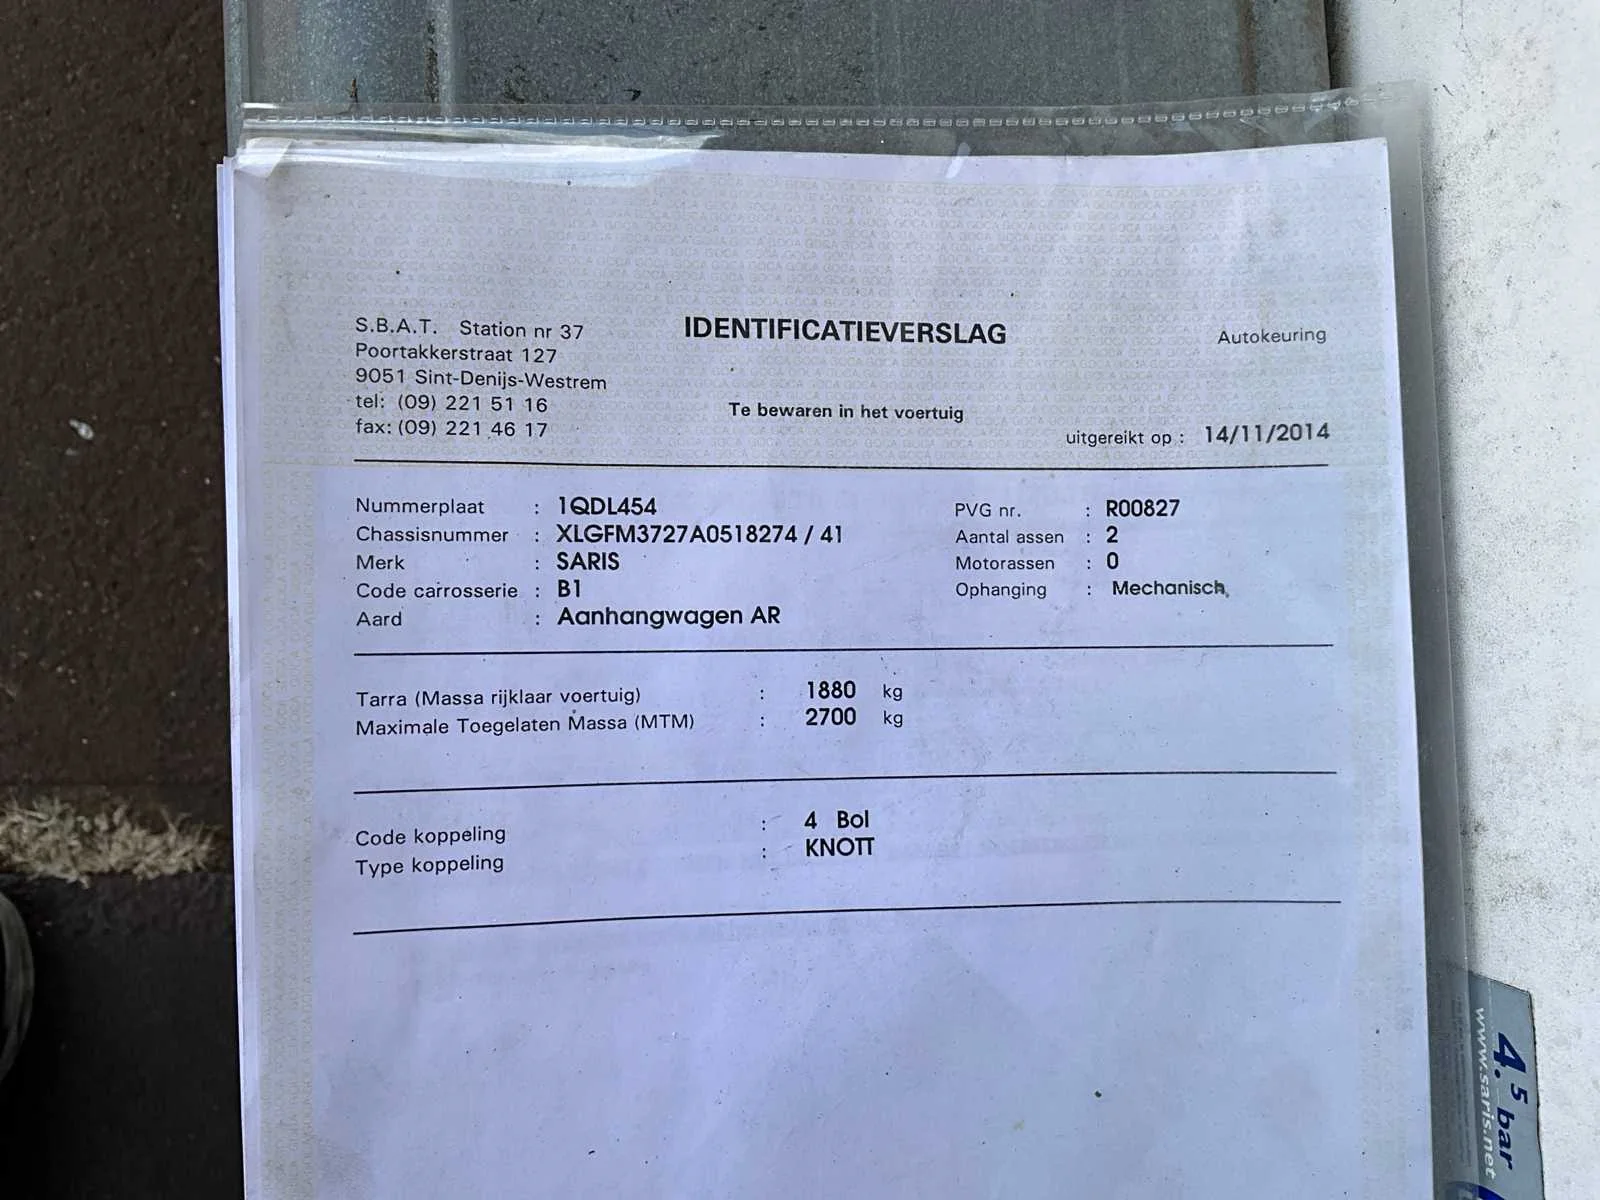 S.B.A.T. Station nr 37
Poortakkerstraat 127
9051 Sint-Denijs-Westrem
tel: (09) 221 51 16
fax: (09) 221 46 17
IDENTIFICATIEVERSLAG
Te bewaren in het voertuig
Autokeuring
uitgereikt op : 14/11/2014
Nummerplaat : 1QDL454
Chassisnummer : XLGFM3727A0518274 / 41
Merk : SARIS
Code carrosserie : B1
Aard : Aanhangwagen AR
PVG nr. : R00827
Aantal assen : 2
Motorassen : 0
Ophanging : Mechanisch
Tarra (Massa rijklaar voertuig) : 1880 kg
Maximale Toegelaten Massa (MTM) : 2700 kg
Code koppeling : 4 Bol
Type koppeling : KNOTT
4.5 bar
www.saris.net